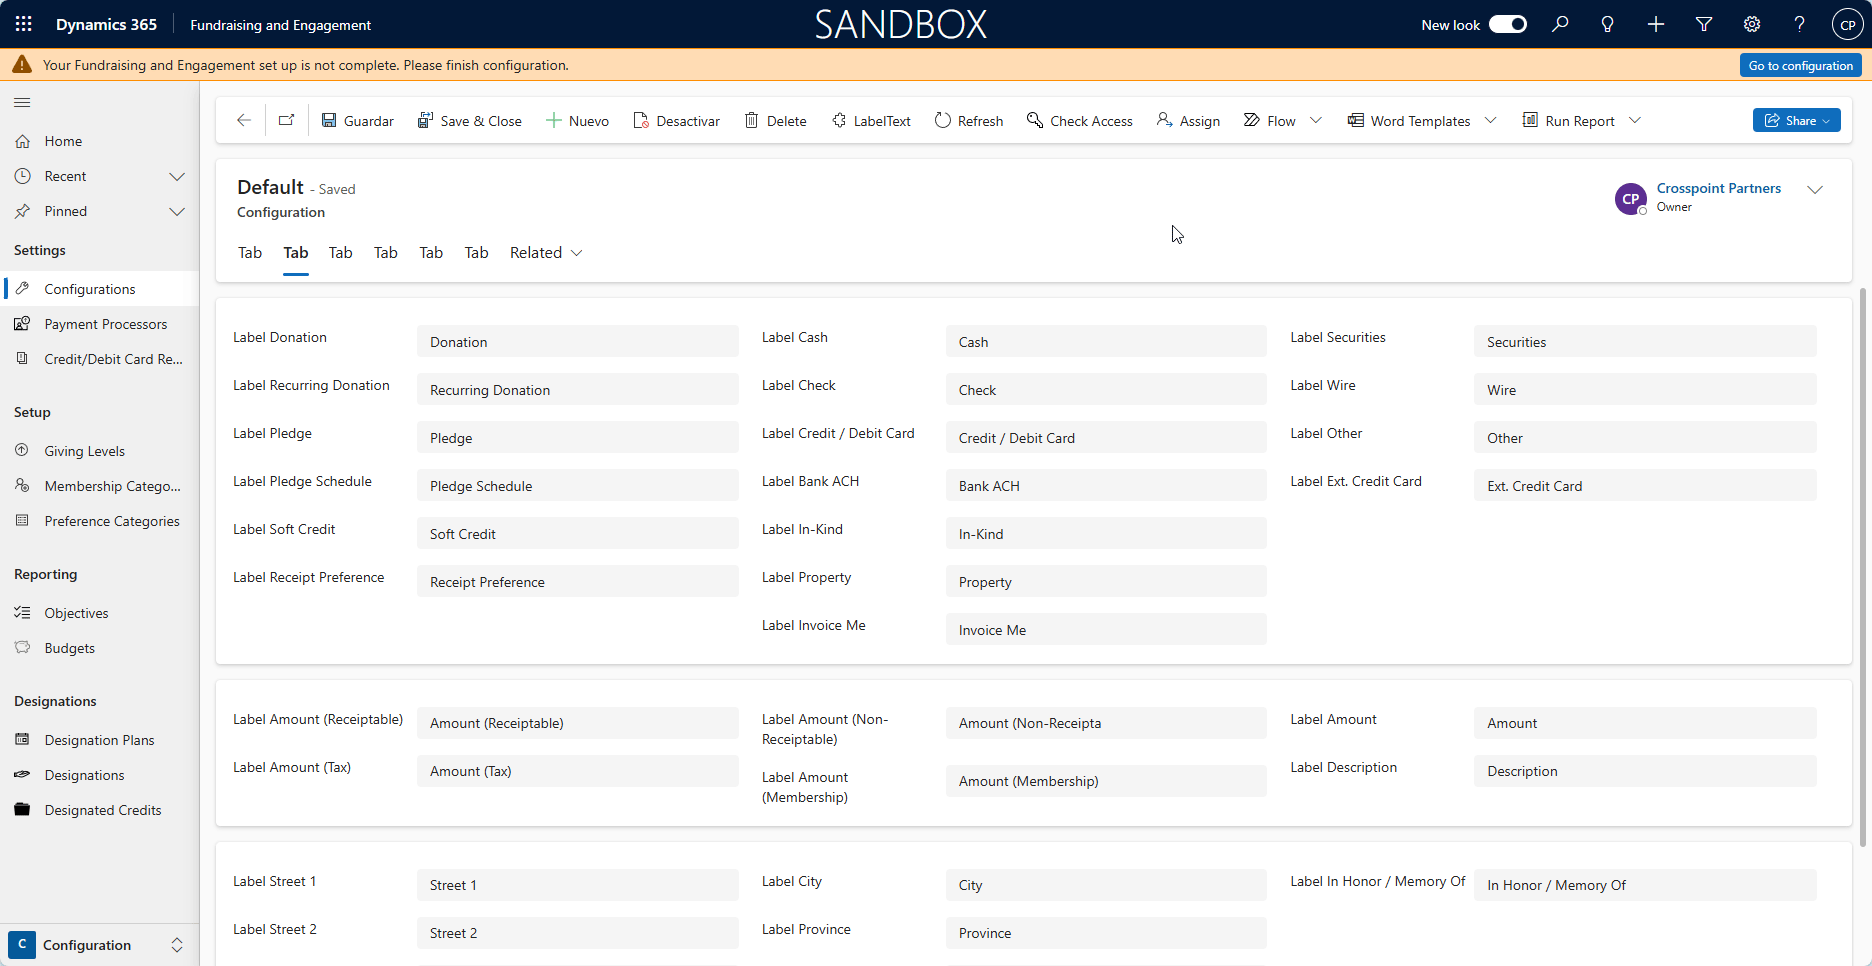 Dynamics 365
Fundraising and Engagement
SANDBOX
New look
CP
Your Fundraising and Engagement set up is not complete. Please finish configuration.
Go to configuration
Home
Recent
Pinned
Settings
Configurations
Payment Processors
Credit/Debit Card Re...
Setup
Giving Levels
Membership Catego...
Preference Categories
Reporting
Objectives
Budgets
Designations
Designation Plans
Designations
Designated Credits
C Configuration
Guardar
Save & Close
Nuevo
Desactivar
Delete
LabelText
Refresh
Check Access
Assign
Flow
Word Templates
Run Report
Share
Default - Saved
Configuration
CP
Crosspoint Partners
Owner
Tab Tab Tab Tab Tab Tab Related
Label Donation Donation
Label Recurring Donation Recurring Donation
Label Pledge Pledge
Label Pledge Schedule Pledge Schedule
Label Soft Credit Soft Credit
Label Receipt Preference Receipt Preference
Label Cash Cash
Label Check Check
Label Credit / Debit Card Credit / Debit Card
Label Bank ACH Bank ACH
Label In-Kind In-Kind
Label Property Property
Label Invoice Me Invoice Me
Label Securities Securities
Label Wire Wire
Label Other Other
Label Ext. Credit Card Ext. Credit Card
Label Amount (Receiptable) Amount (Receiptable)
Label Amount (Tax) Amount (Tax)
Label Amount (Non-
Receiptable)
Amount (Non-Receipta
Label Amount
(Membership)
Amount (Membership)
Label Amount Amount
Label Description Description
Label Street 1 Street 1
Label Street 2 Street 2
Label City City
Label Province Province
Label In Honor / Memory Of In Honor / Memory Of